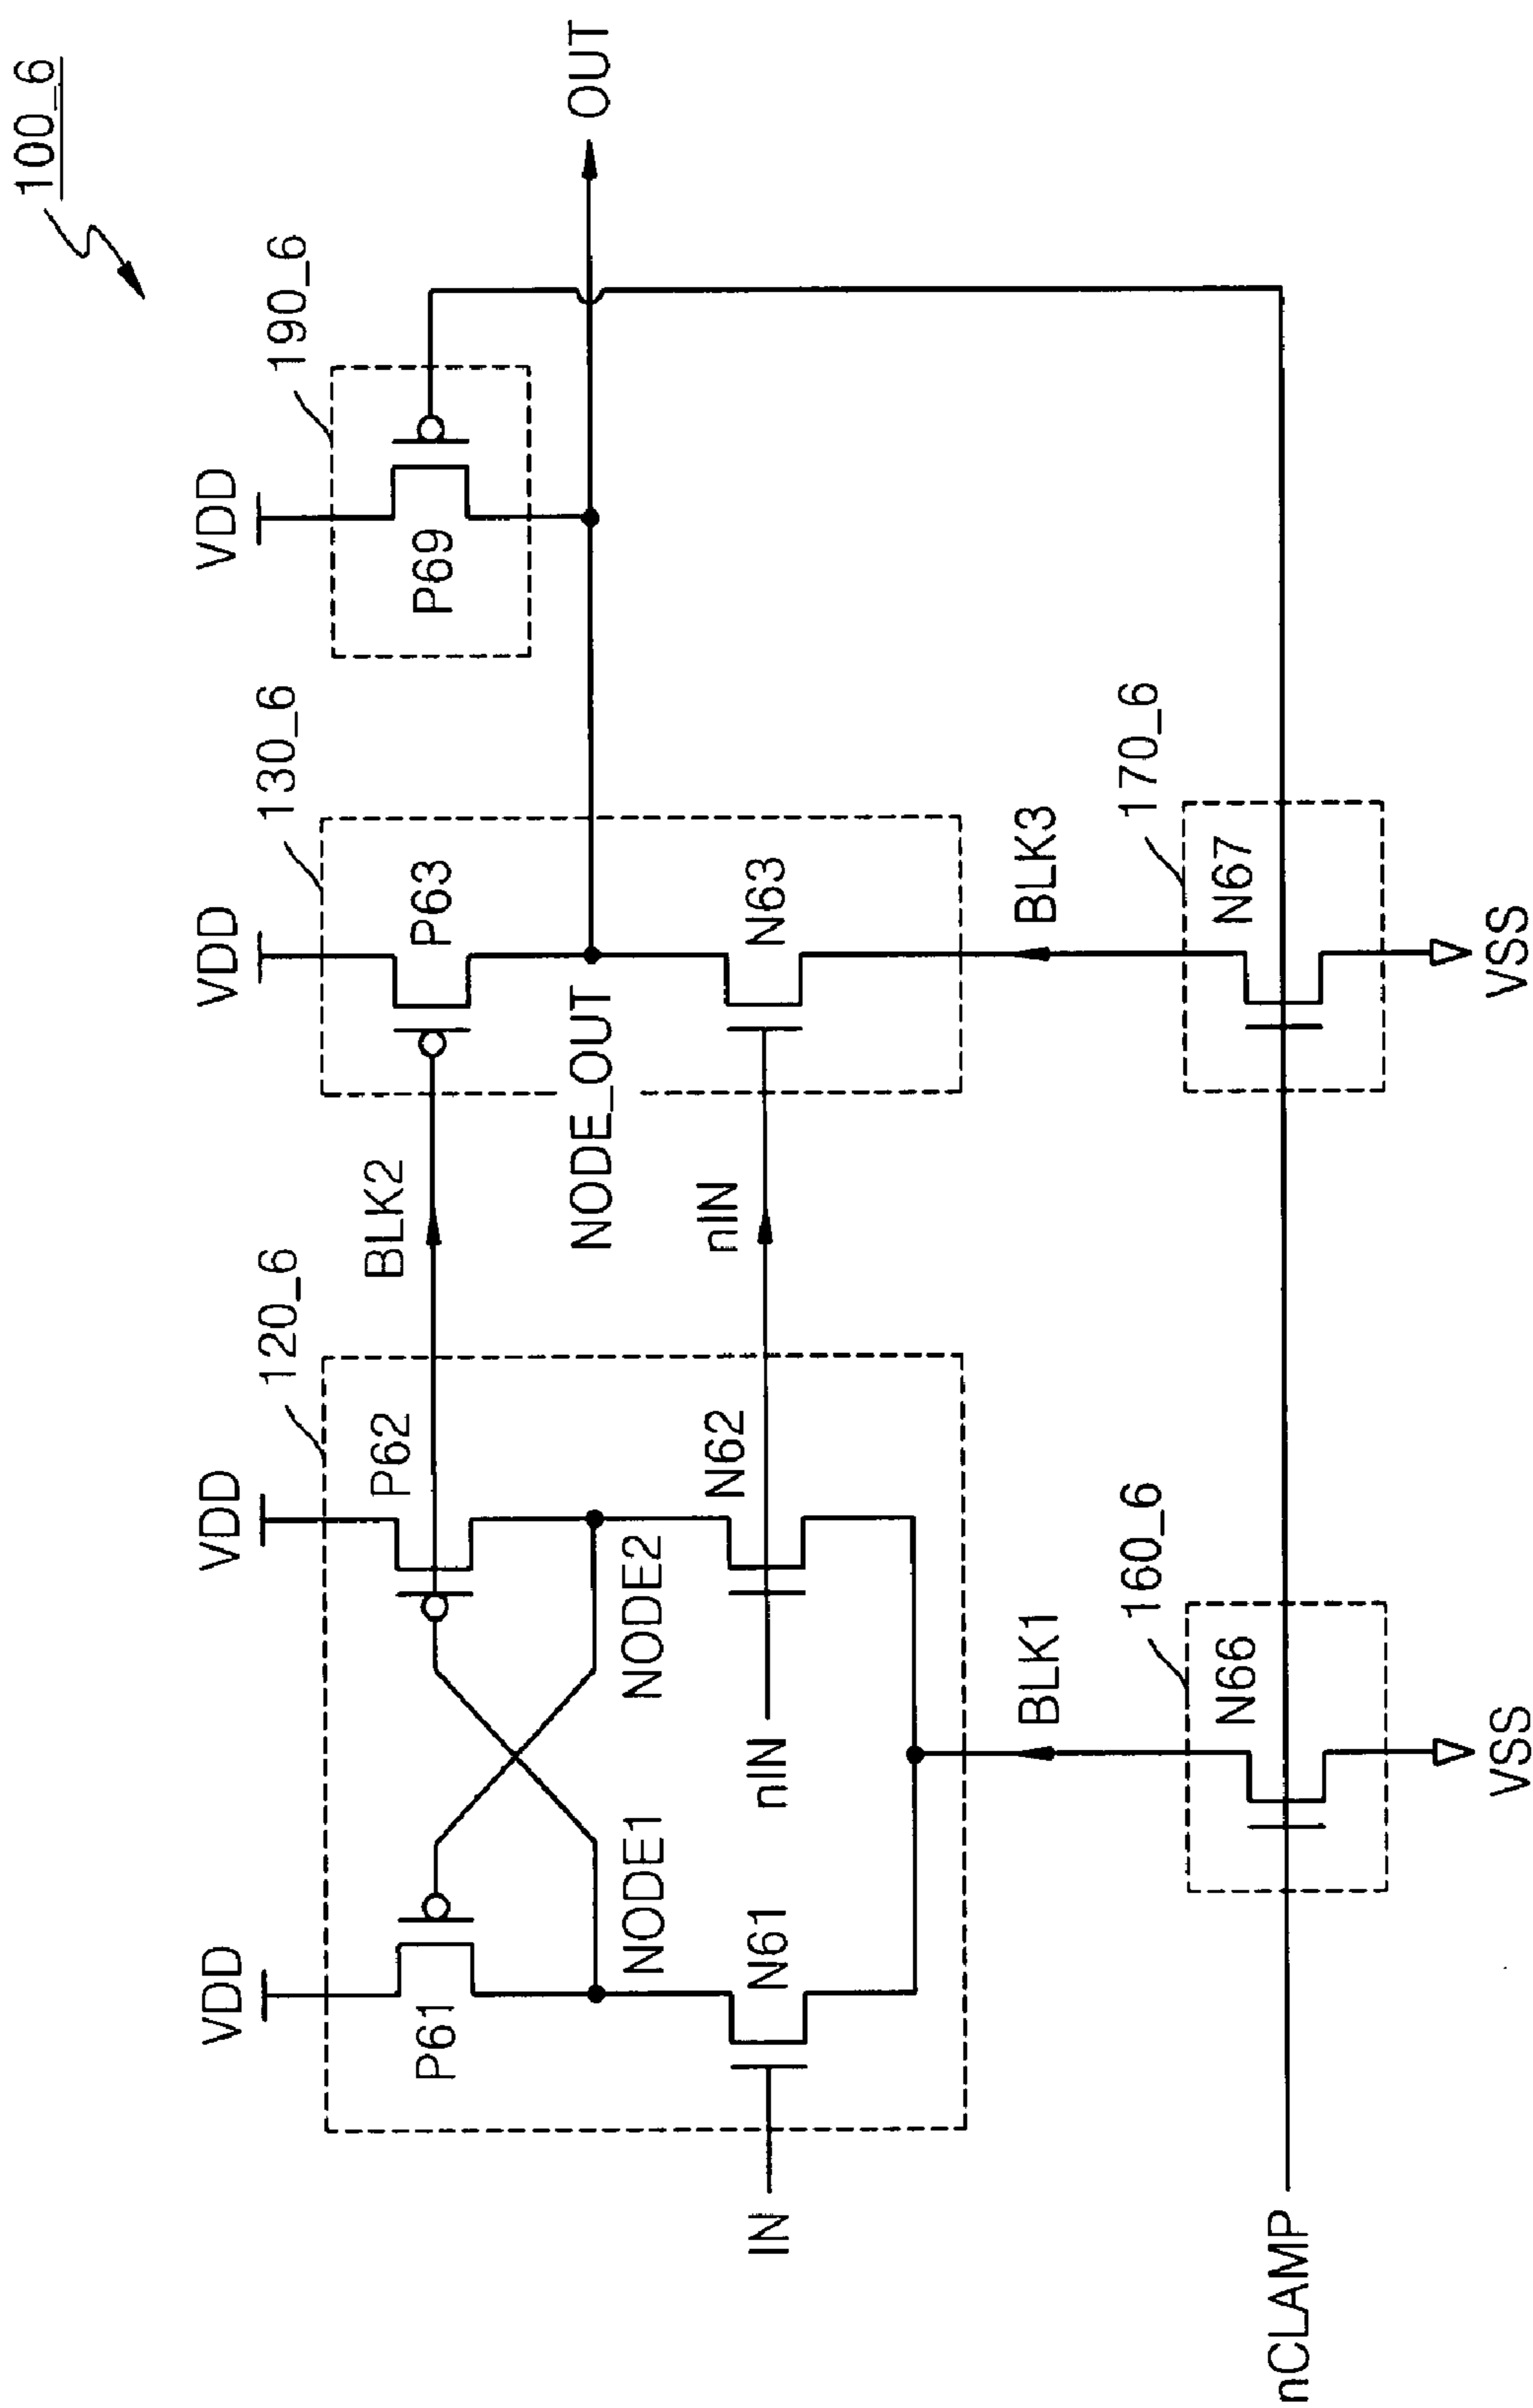 100_6
VDD
VDD
VDD
VDD
120_6
130_6
190_6
P61
P62
BLK2
P63
P69
OUT
NODE1
NODE2
NODE_OUT
IN
N61
nIN
N62
nIN
N63
BLK1
BLK3
160_6
170_6
N66
N67
nCLAMP
VSS
VSS